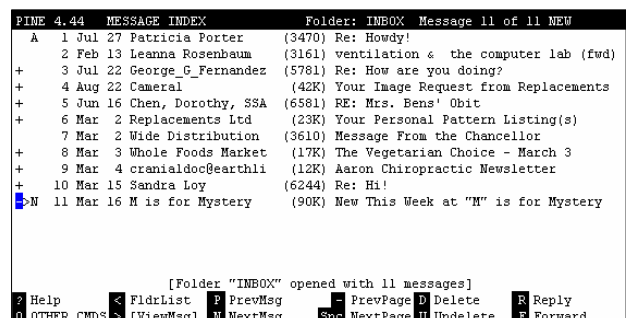 PINE 4.44 MESSAGE INDEX Folder: INBOX Message 11 of 11 NEW
A 1 Jul 27 Patricia Porter (3470) Re: Howdy!
2 Feb 13 Leanna Rosenbaum (3161) ventilation & the computer lab (fwd)
+ 3 Jul 22 George_G_Fernandez (5781) Re: How are you doing?
+ 4 Aug 22 Cameral (42K) Your Image Request from Replacements
+ 5 Jun 16 Chen, Dorothy, SSA (6581) RE: Mrs. Bens' Obit
+ 6 Mar 2 Replacements Ltd (23K) Your Personal Pattern Listing(s)
7 Mar 2 Wide Distribution (3610) Message From the Chancellor
+ 8 Mar 3 Whole Foods Market (17K) The Vegetarian Choice - March 3
+ 9 Mar 4 cranialdoc@earthli (12K) Aaron Chiropractic Newsletter
+ 10 Mar 15 Sandra Loy (6244) Re: Hi!
->N 11 Mar 16 M is for Mystery (90K) New This Week at "M" is for Mystery
[Folder "INBOX" opened with 11 messages]
? Help < FldrList P PrevMsg - PrevPage D Delete R Reply
O OTHER CMDS > [ViewMsg] N NextMsg Spc NextPage U Undelete F Forward